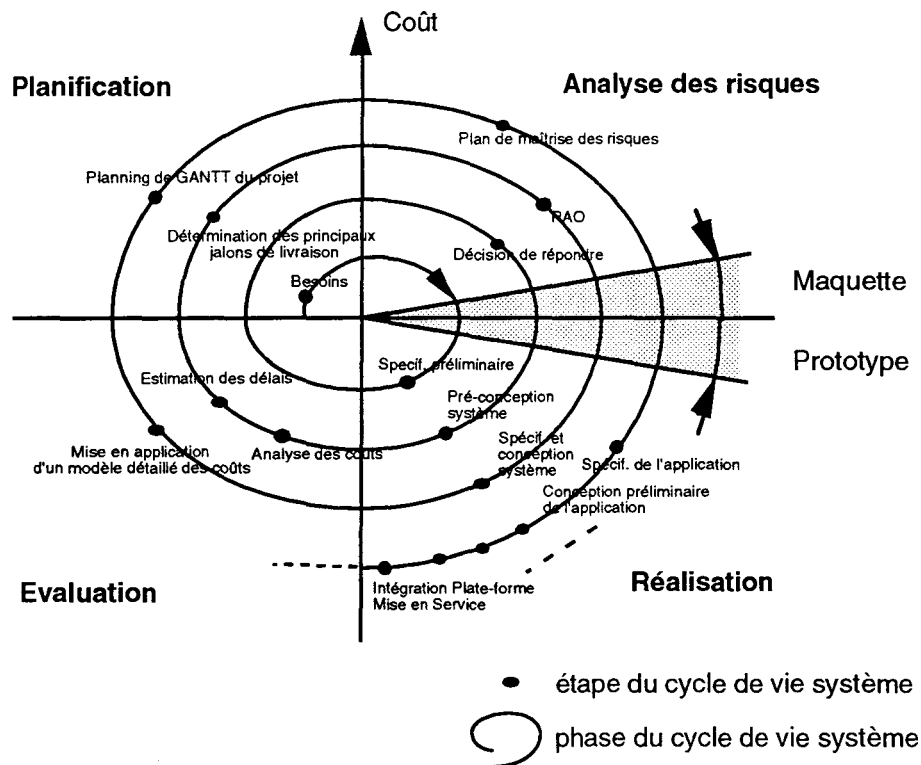 Coût
Planification
Analyse des risques
Plan de maîtrise des risques
Planning de GANTT du projet
RAO
Détermination des principaux
jalons de livraison
Décision de répondre
Besoins
Maquette
Prototype
Spécif. préliminaire
Estimation des délais
Pré-conception
système
Mise en application
d'un modèle détaillé des coûts
Analyse des coûts
Spécif. et
conception
système
Spécif. de l'application
Conception préliminaire
de l'application
Evaluation
Réalisation
Intégration Plate-forme
Mise en Service
étape du cycle de vie système
phase du cycle de vie système